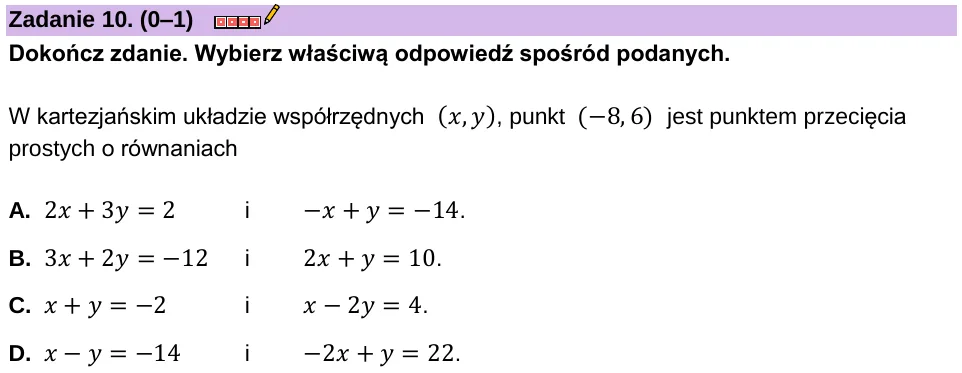 Zadanie 10. (0–1)
Dokończ zdanie. Wybierz właściwą odpowiedź spośród podanych.
W kartezjańskim układzie współrzędnych (x, y), punkt (−8, 6) jest punktem przecięcia
prostych o równaniach
A. 2x + 3y = 2 i −x + y = −14.
B. 3x + 2y = −12 i 2x + y = 10.
C. x + y = −2 i x − 2y = 4.
D. x − y = −14 i −2x + y = 22.